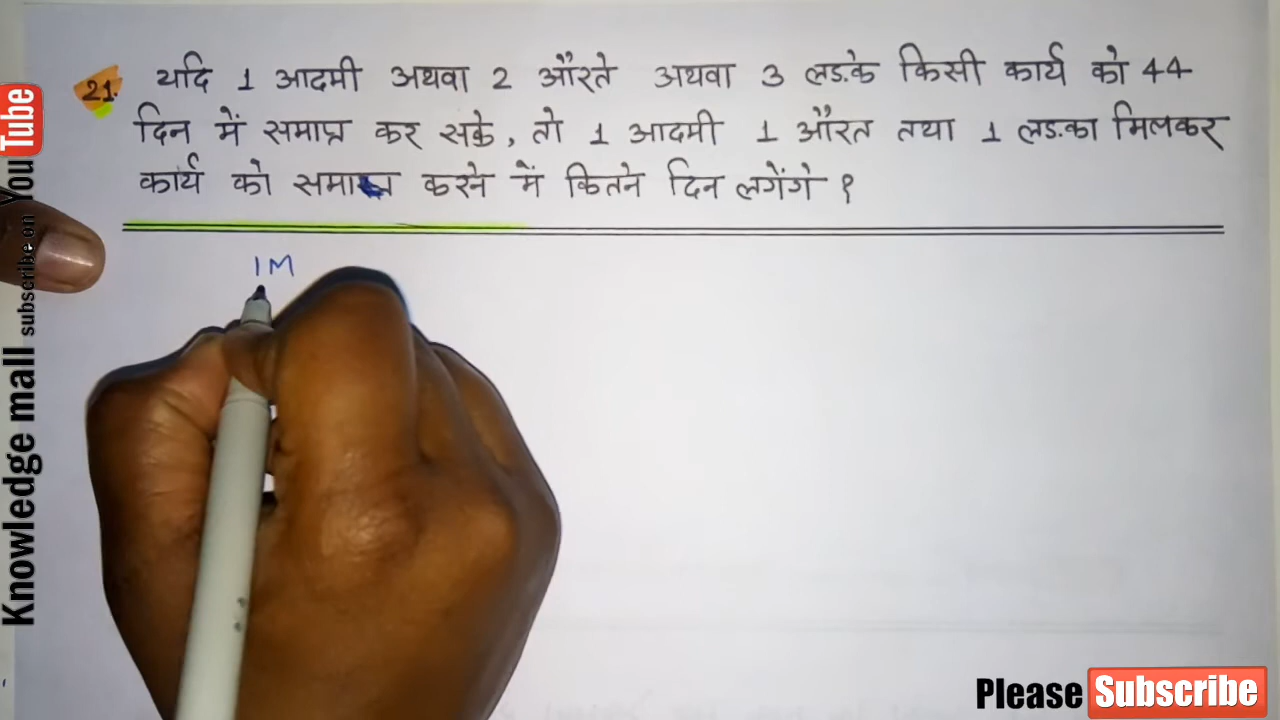 21. यदि 1 आदमी अथवा 2 औरते अथवा 3 लड़के किसी कार्य को 44
दिन में समाप्त कर सके, तो 1 आदमी 1 औरत तथा 1 लड़का मिलकर
कार्य को समाप्त करने में कितने दिन लगेंगे ?
1M
Knowledge mall subscribe on YouTube
Please Subscribe